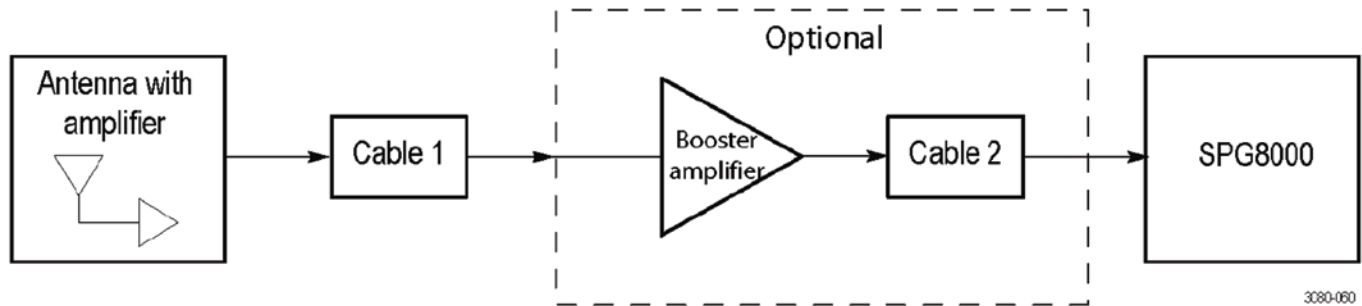 Optional
Antenna with
amplifier
Cable 1
Booster
amplifier
Cable 2
SPG8000
3080-060